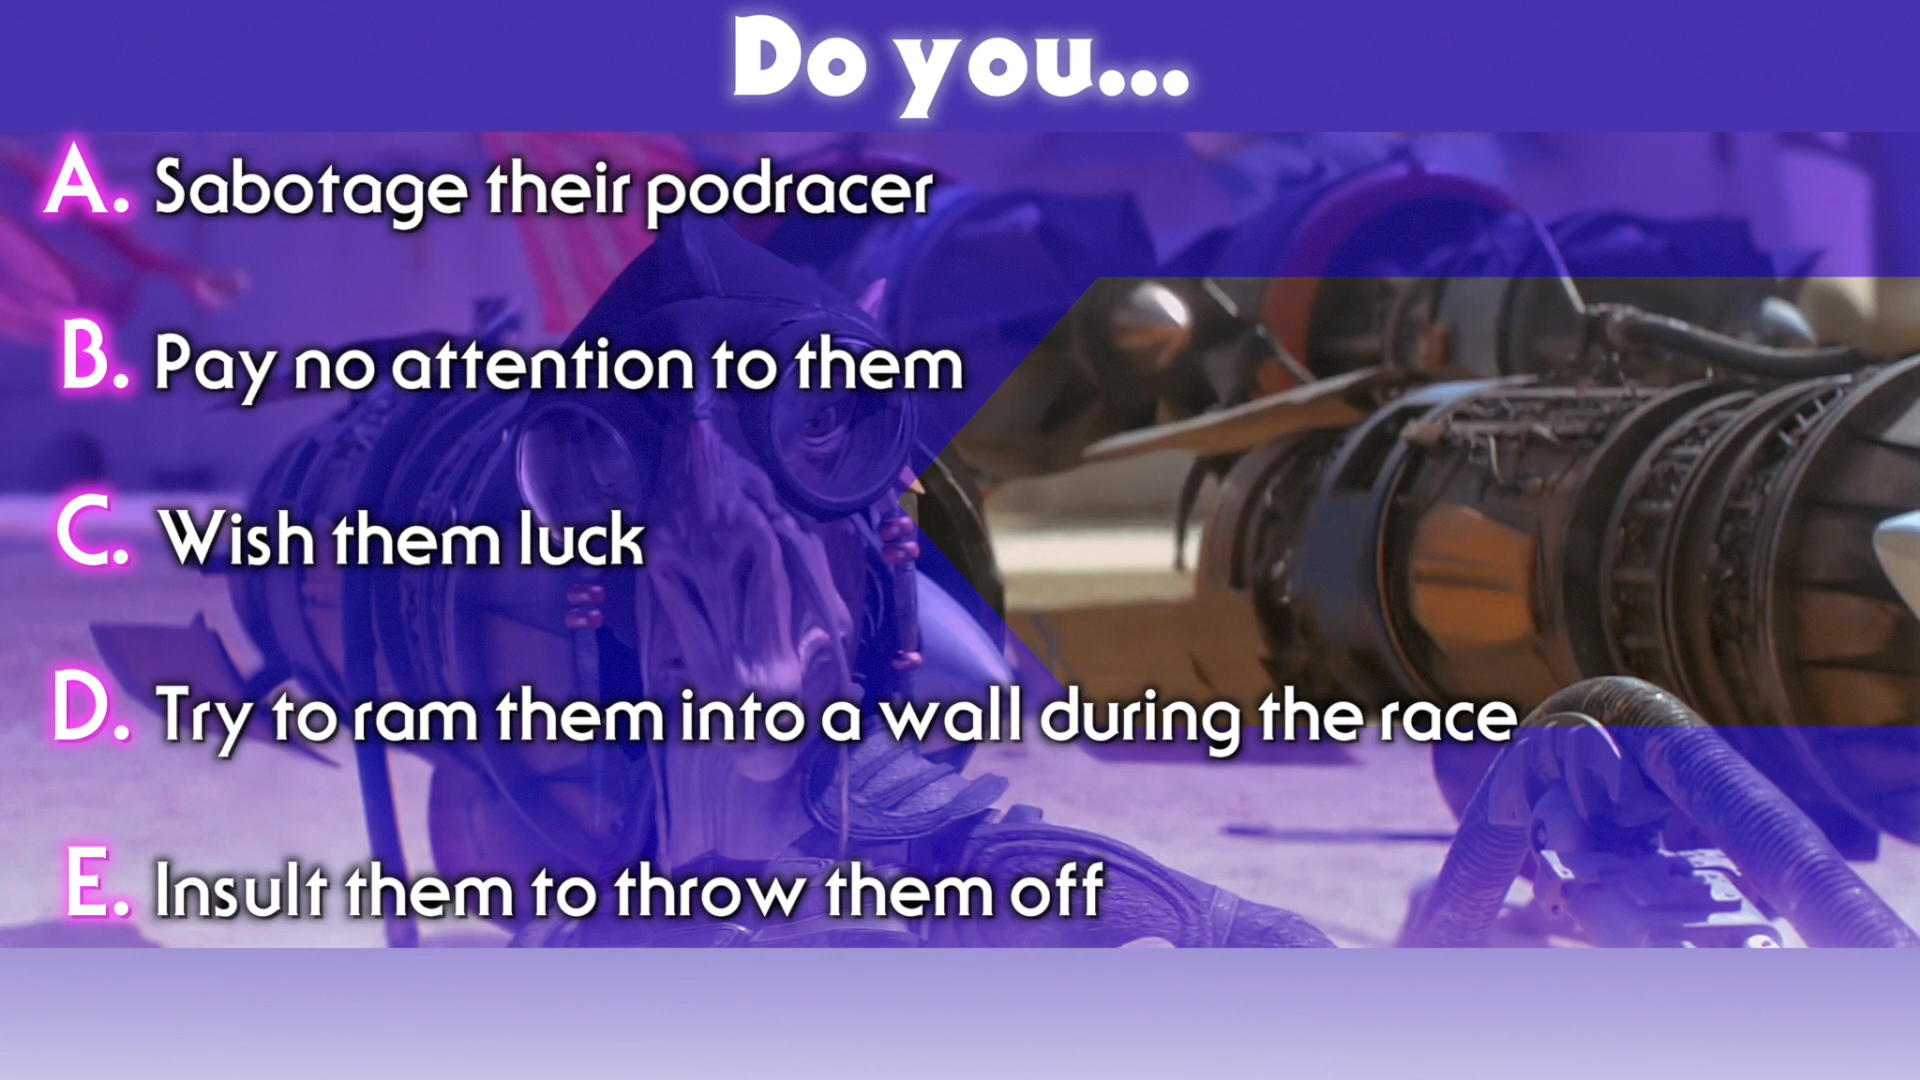 Do you...
A. Sabotage their podracer
B. Pay no attention to them
C. Wish them luck
D. Try to ram them into a wall during the race
E. Insult them to throw them off